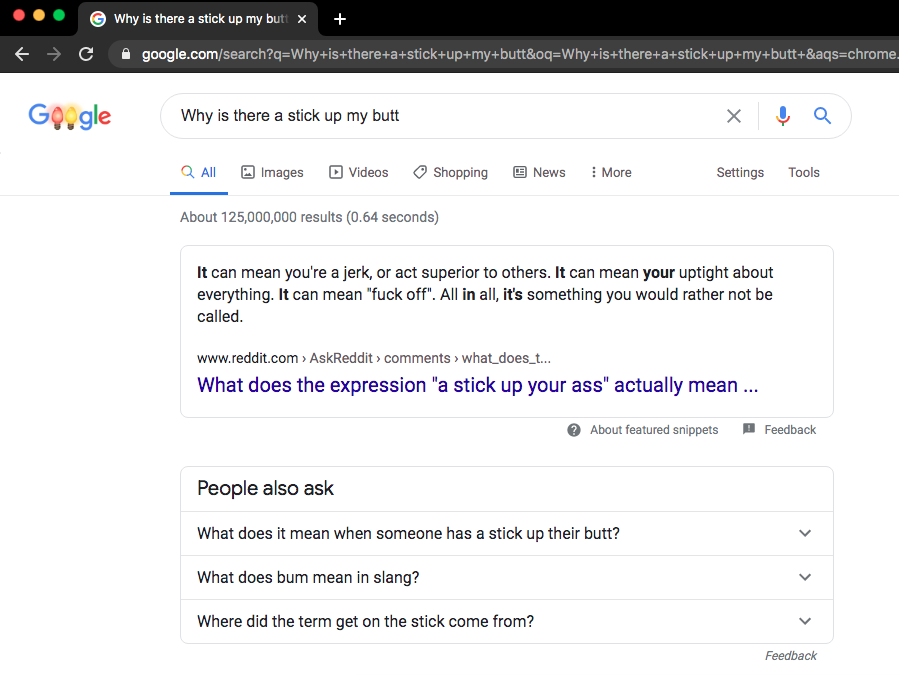 Why is there a stick up my butt
google.com/search?q=Why+is+there+a+stick+up+my+butt&oq=Why+is+there+a+stick+up+my+butt+&aqs=chrome.
Google
Why is there a stick up my butt
All Images Videos Shopping News More Settings Tools
About 125,000,000 results (0.64 seconds)
It can mean you're a jerk, or act superior to others. It can mean your uptight about
everything. It can mean "fuck off". All in all, it's something you would rather not be
called.
www.reddit.com › AskReddit › comments › what_does_t...
What does the expression "a stick up your ass" actually mean ...
About featured snippets Feedback
People also ask
What does it mean when someone has a stick up their butt?
What does bum mean in slang?
Where did the term get on the stick come from?
Feedback